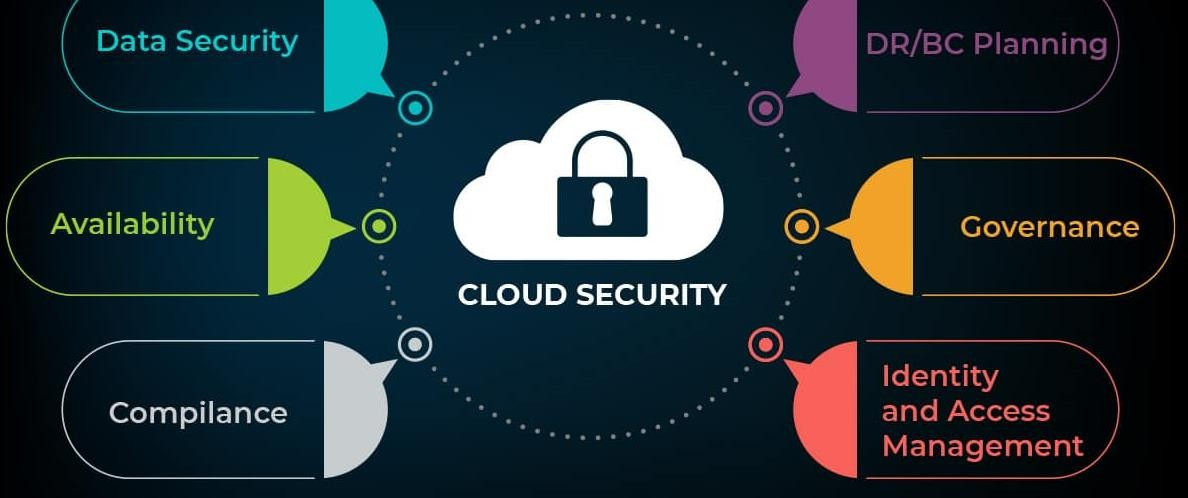 Data Security
DR/BC Planning
Availability
Governance
CLOUD SECURITY
Compilance
Identity
and Access
Management